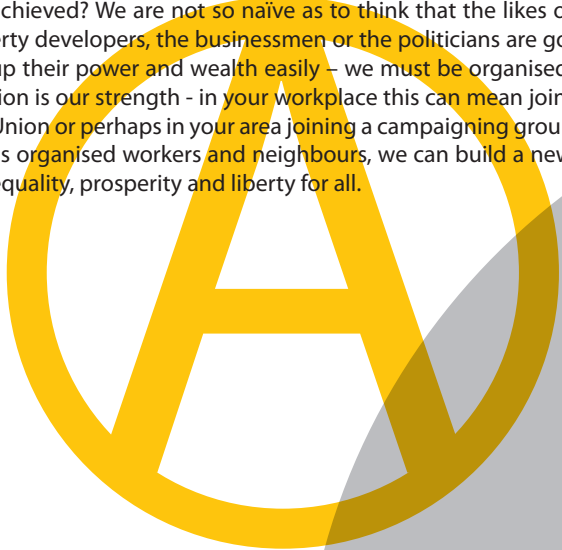 chieved? We are not so naïve as to think that the likes o
erty developers, the businessmen or the politicians are go
up their power and wealth easily – we must be organised
ion is our strength - in your workplace this can mean join
Union or perhaps in your area joining a campaigning grou
s organised workers and neighbours, we can build a new
equality, prosperity and liberty for all.